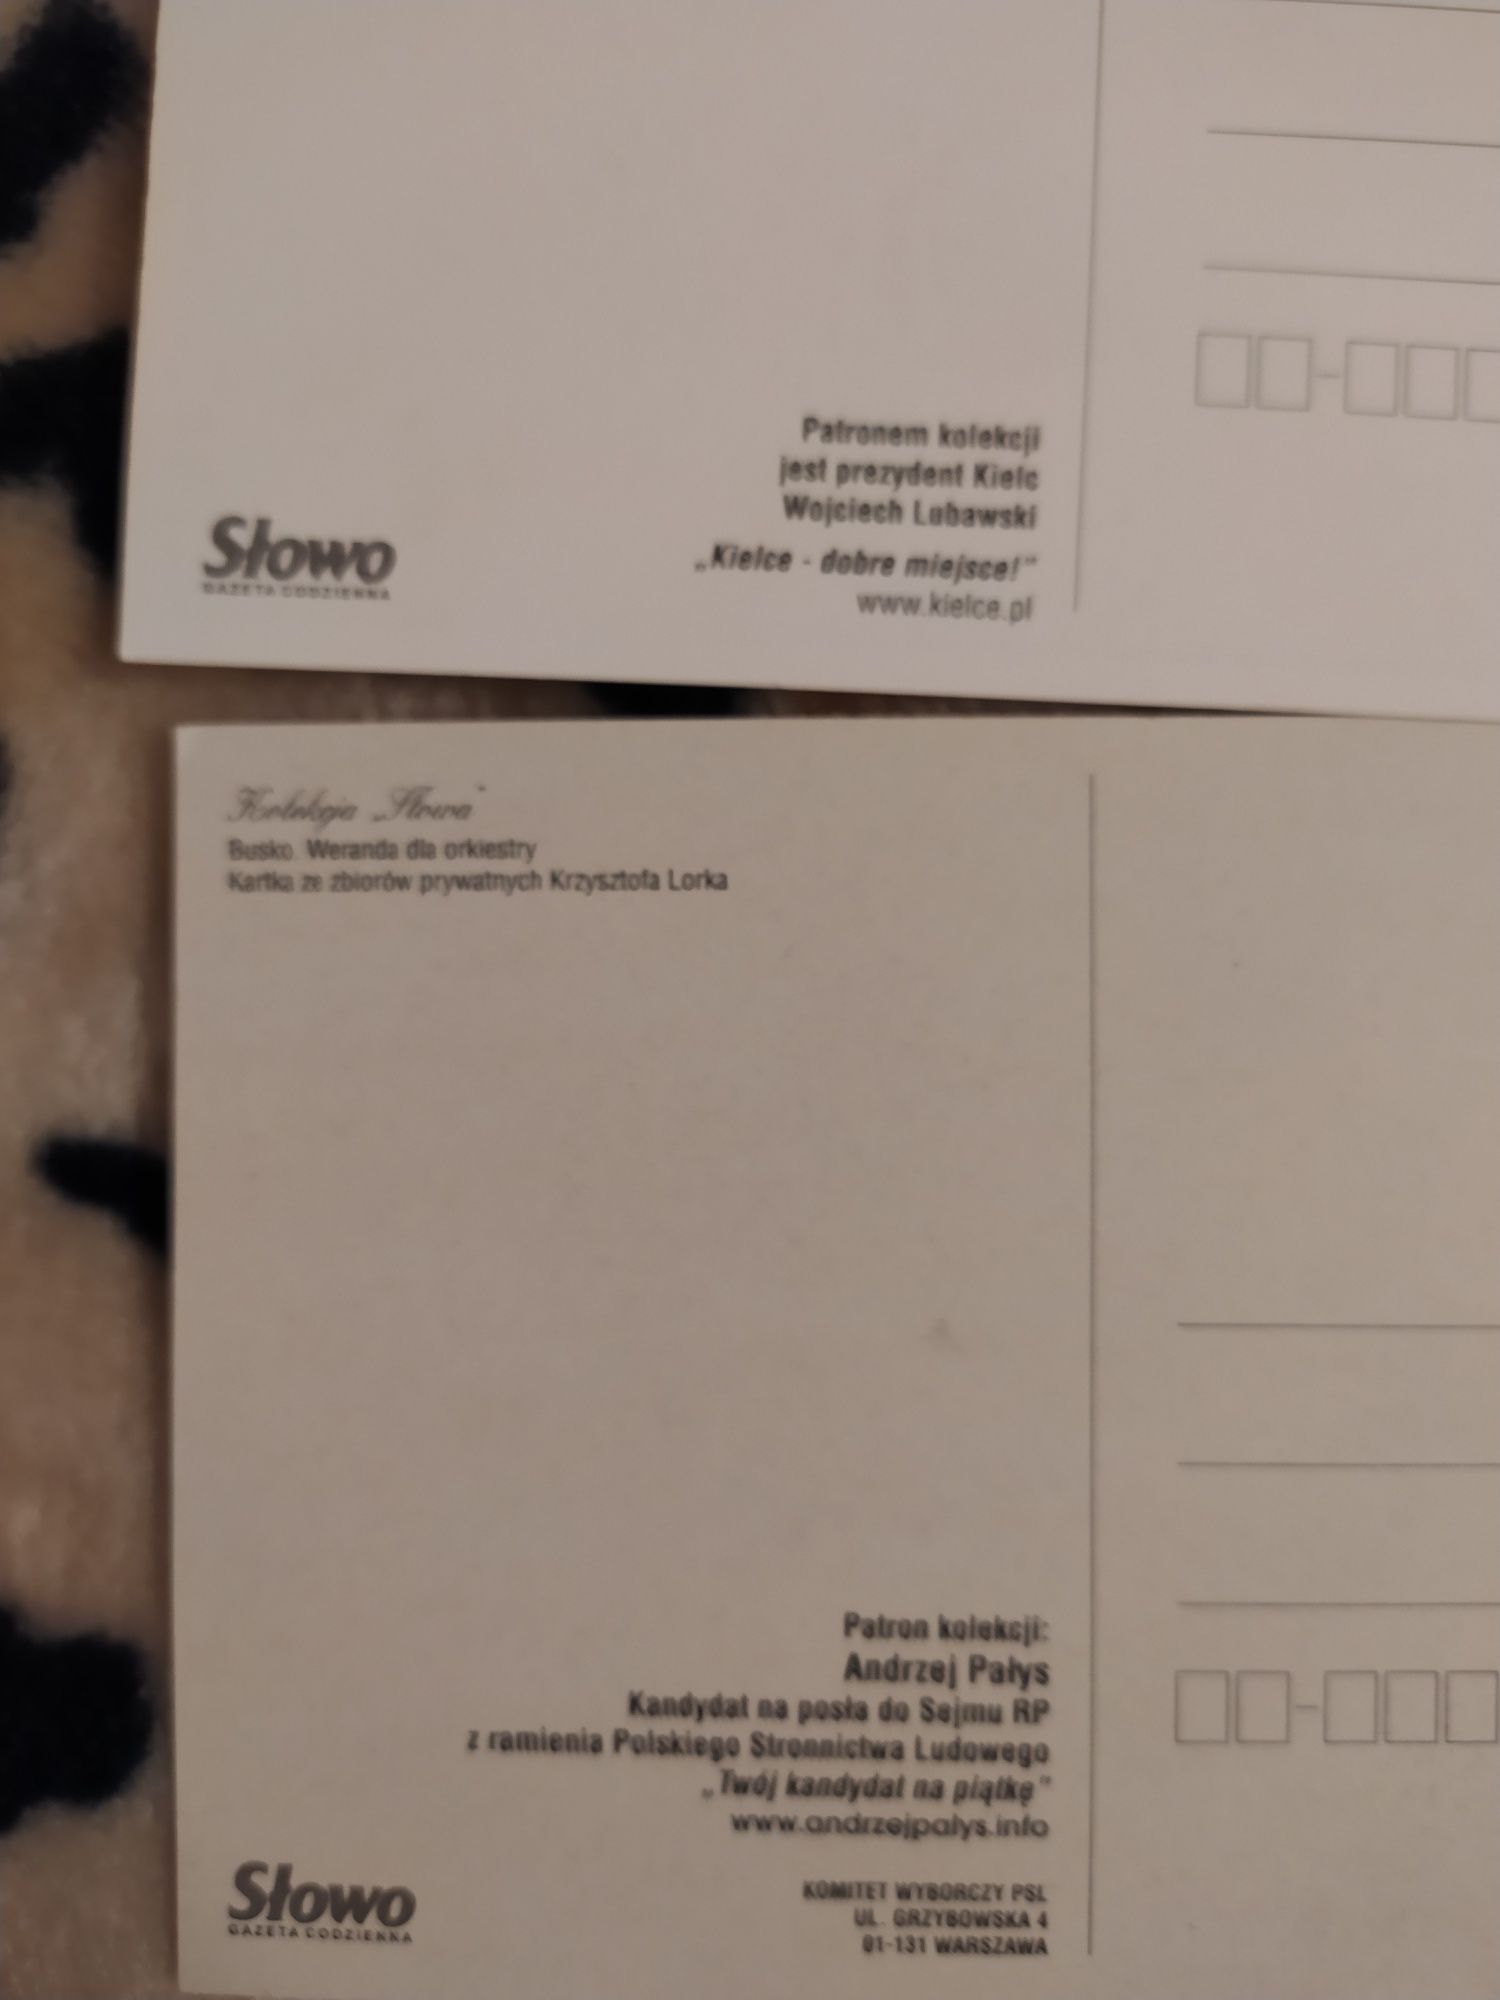 Patronem kolekcji
jest prezydent Kielc
Wojciech Lubawski
„Kielce - dobre miejsce!”
www.kielce.pl
Słowo
GAZETA CODZIENNA
Kolekcja „Słowa”
Busko. Weranda dla orkiestry
Kartka ze zbiorów prywatnych Krzysztofa Lorka
Patron kolekcji:
Andrzej Pałys
Kandydat na posła do Sejmu RP
z ramienia Polskiego Stronnictwa Ludowego
„Twój kandydat na piątkę”
www.andrzejpałys.info
Słowo
GAZETA CODZIENNA
KOMITET WYBORCZY PSL
UL. GRZYBOWSKA 4
01-131 WARSZAWA